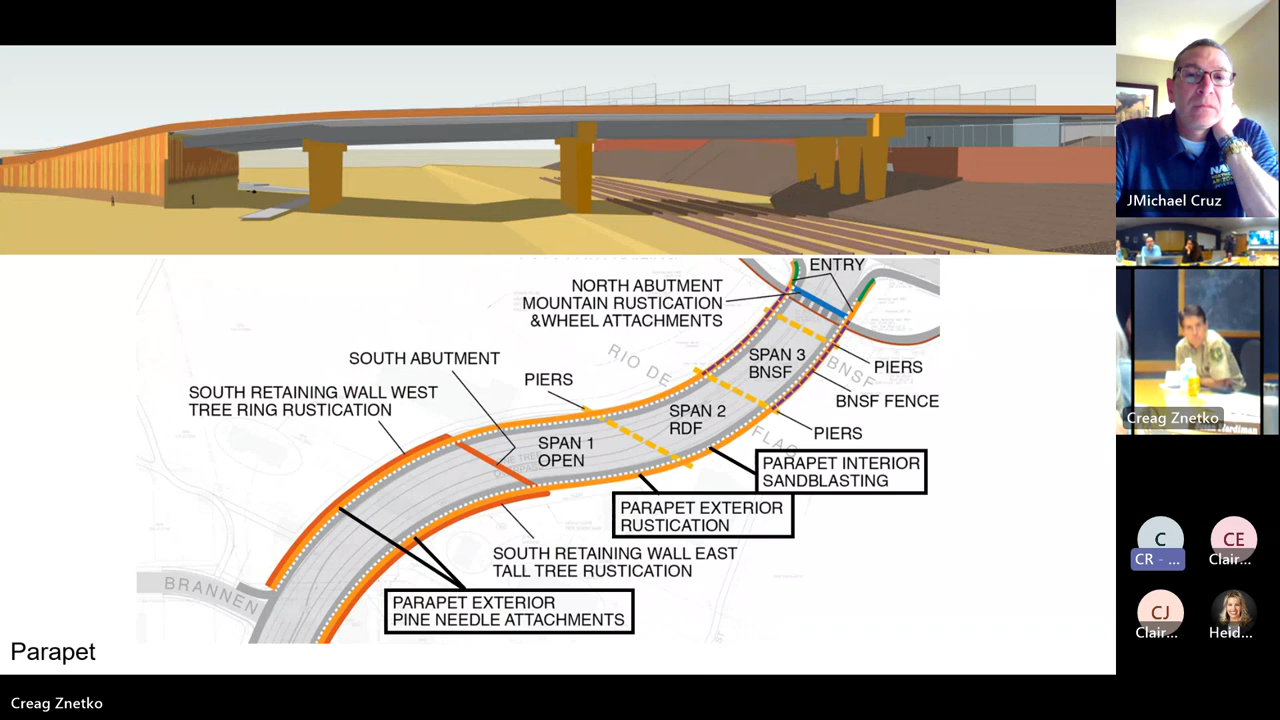 ENTRY
NORTH ABUTMENT
MOUNTAIN RUSTICATION
&WHEEL ATTACHMENTS
SOUTH ABUTMENT
SPAN 3
BNSF
BNSF
PIERS
RIO DE
PIERS
SOUTH RETAINING WALL WEST
TREE RING RUSTICATION
BNSF FENCE
SPAN 2
RDF
PIERS
FLAG
SPAN 1
OPEN
PARAPET INTERIOR
SANDBLASTING
PARAPET EXTERIOR
RUSTICATION
SOUTH RETAINING WALL EAST
TALL TREE RUSTICATION
BRANNEN
PARAPET EXTERIOR
PINE NEEDLE ATTACHMENTS
Parapet
Creag Znetko
JMichael Cruz
Creag Znetko
C
CR - ...
CE
Clair...
CJ
Clair...
Heid...